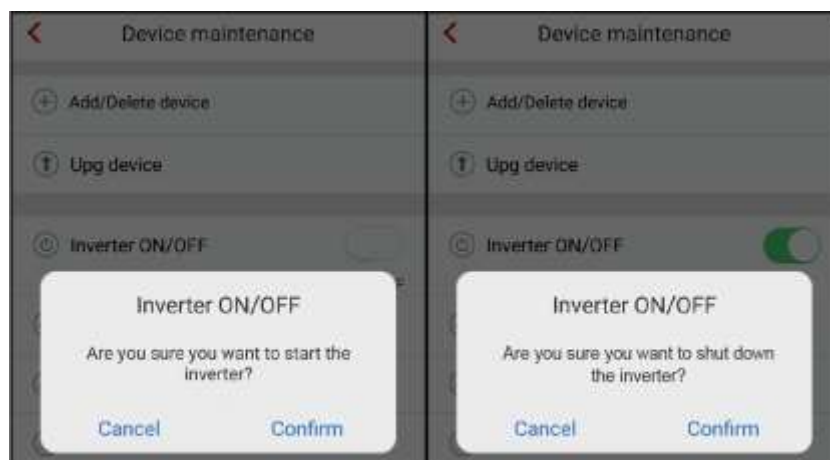 Device maintenance
Add/Delete device
Upg device
Inverter ON/OFF
Inverter ON/OFF
Are you sure you want to start the
inverter?
Cancel Confirm
Device maintenance
Add/Delete device
Upg device
Inverter ON/OFF
Inverter ON/OFF
Are you sure you want to shut down
the inverter?
Cancel Confirm